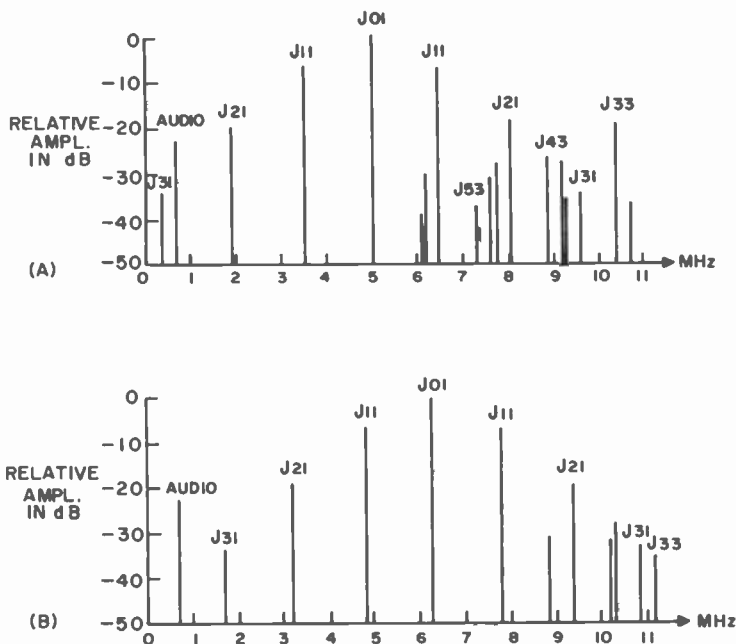 J01
J11 J11
0
-10
RELATIVE
AMPL.
IN dB
-20
AUDIO J21 J21 J33
J43
-30
J31 J53 J31
-40
-50
(A)
0 1 2 3 4 5 6 7 8 9 10 11 MHz
J01
0
J11 J11
-10
RELATIVE
AMPL.
IN dB
J21 J21
-20
AUDIO
-30
J31 J31 J33
-40
-50
(B)
0 1 2 3 4 5 6 7 8 9 10 11 MHz